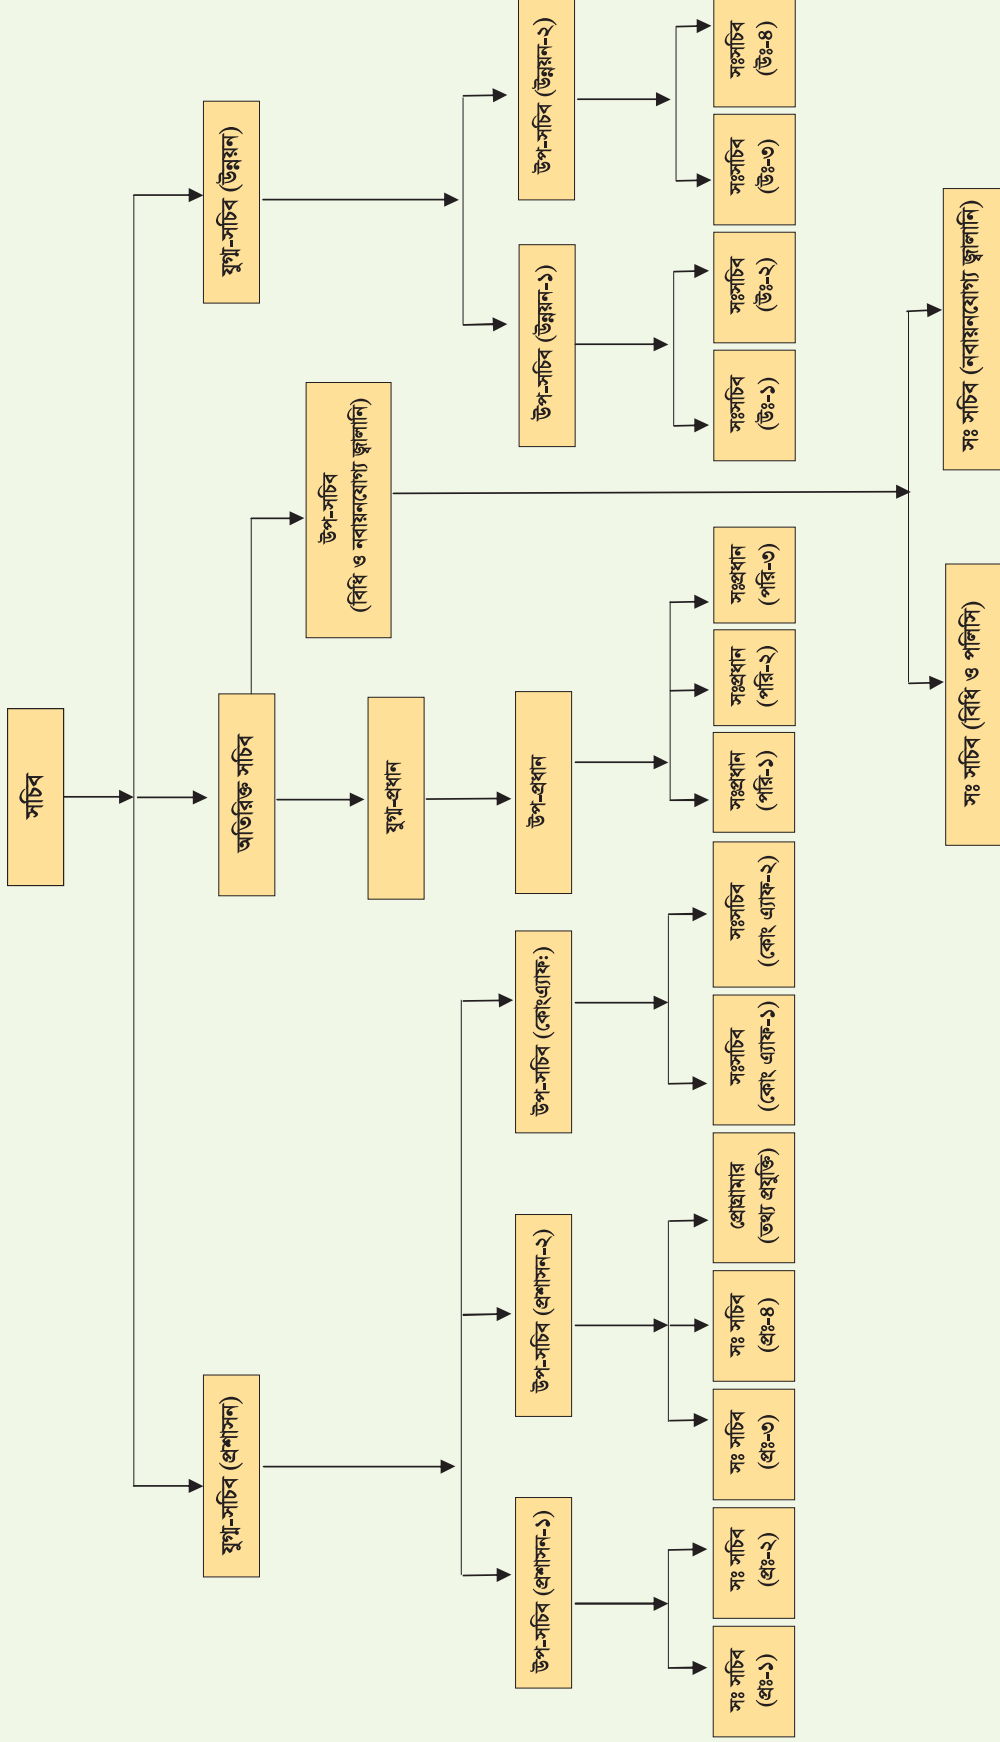 সচিব
যুগ্ম-সচিব (প্রশাসন)
অতিরিক্ত সচিব
যুগ্ম-সচিব (উন্নয়ন)
উপ-সচিব
(বিধি ও নবায়নযোগ্য জ্বালানি)
যুগ্ম-প্রধান
উপ-সচিব (প্রশাসন-১)
উপ-সচিব (প্রশাসন-২)
উপ-সচিব (কোংএ্যাফ:)
উপ-প্রধান
উপ-সচিব (উন্নয়ন-১)
উপ-সচিব (উন্নয়ন-২)
সঃ সচিব
(প্রঃ-১)
সঃ সচিব
(প্রঃ-২)
সঃ সচিব
(প্রঃ-৩)
সঃ সচিব
(প্রঃ-৪)
প্রোগ্রামার
(তথ্য প্রযুক্তি)
সঃসচিব
(কোং এ্যাফ-১)
সঃসচিব
(কোং এ্যাফ-২)
সঃপ্রধান
(পরি-১)
সঃপ্রধান
(পরি-২)
সঃপ্রধান
(পরি-৩)
সঃসচিব
(উঃ-১)
সঃসচিব
(উঃ-২)
সঃসচিব
(উঃ-৩)
সঃসচিব
(উঃ-৪)
সঃ সচিব (বিধি ও পলিসি)
সঃ সচিব (নবায়নযোগ্য জ্বালানি)